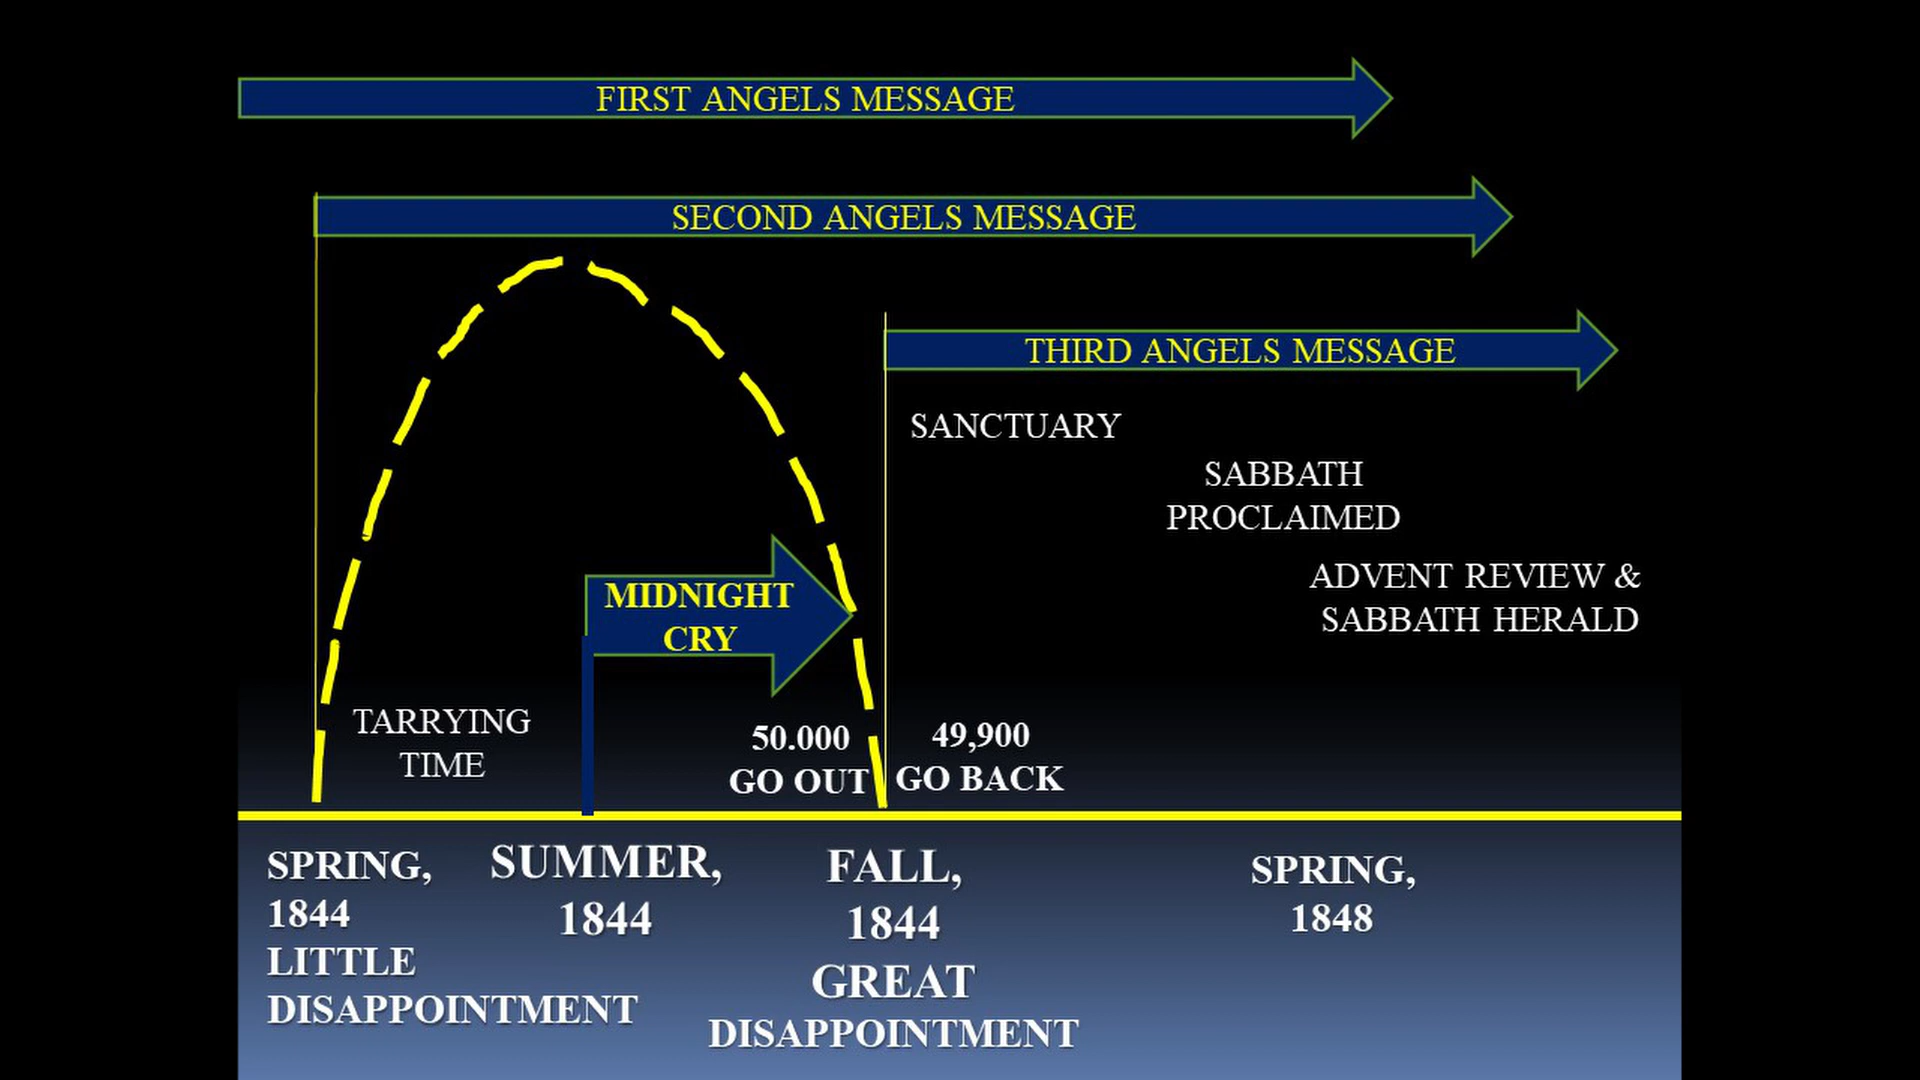 FIRST ANGELS MESSAGE
SECOND ANGELS MESSAGE
THIRD ANGELS MESSAGE
SANCTUARY
SABBATH
PROCLAIMED
ADVENT REVIEW &
SABBATH HERALD
MIDNIGHT
CRY
TARRYING
TIME
50.000
GO OUT
49,900
GO BACK
SPRING,
1844
LITTLE
DISAPPOINTMENT
SUMMER,
1844
FALL,
1844
GREAT
DISAPPOINTMENT
SPRING,
1848